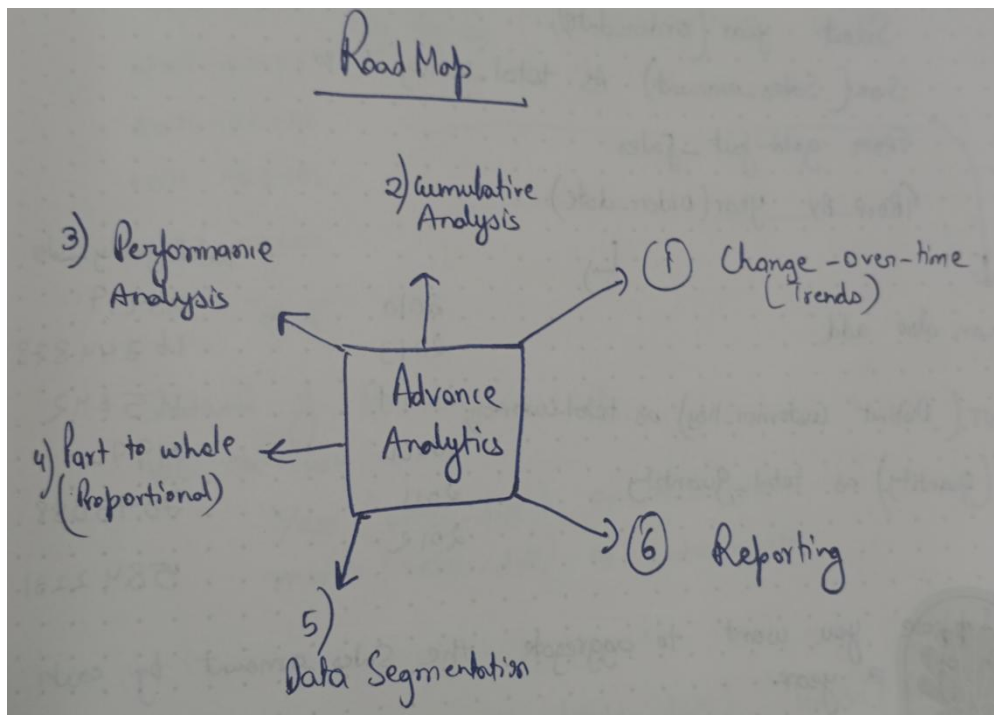 Road Map
2) Cumulative
Analysis
3) Performance
Analysis
1 Change-over-time
(Trends)
Advance
Analytics
4) Part to whole
(Proportional)
6 Reporting
5)
Data Segmentation